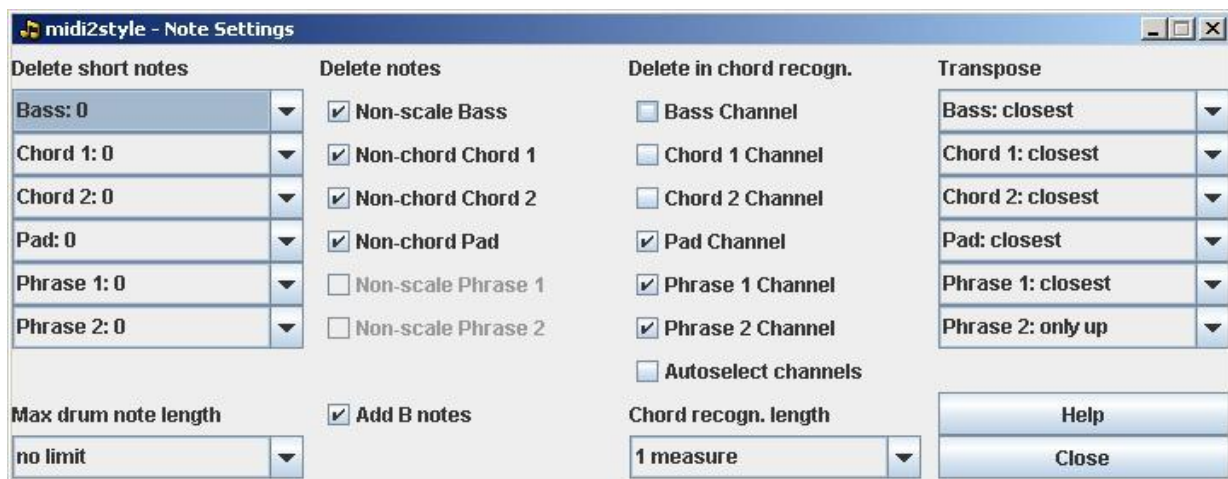 midi2style - Note Settings
Delete short notes
Delete notes
Delete in chord recogn.
Transpose
Bass: 0
Non-scale Bass
Bass Channel
Bass: closest
Chord 1: 0
Non-chord Chord 1
Chord 1 Channel
Chord 1: closest
Chord 2: 0
Non-chord Chord 2
Chord 2 Channel
Chord 2: closest
Pad: 0
Non-chord Pad
Pad Channel
Pad: closest
Phrase 1: 0
Non-scale Phrase 1
Phrase 1 Channel
Phrase 1: closest
Phrase 2: 0
Non-scale Phrase 2
Phrase 2 Channel
Phrase 2: only up
Autoselect channels
Max drum note length
Add B notes
Chord recogn. length
Help
no limit
1 measure
Close